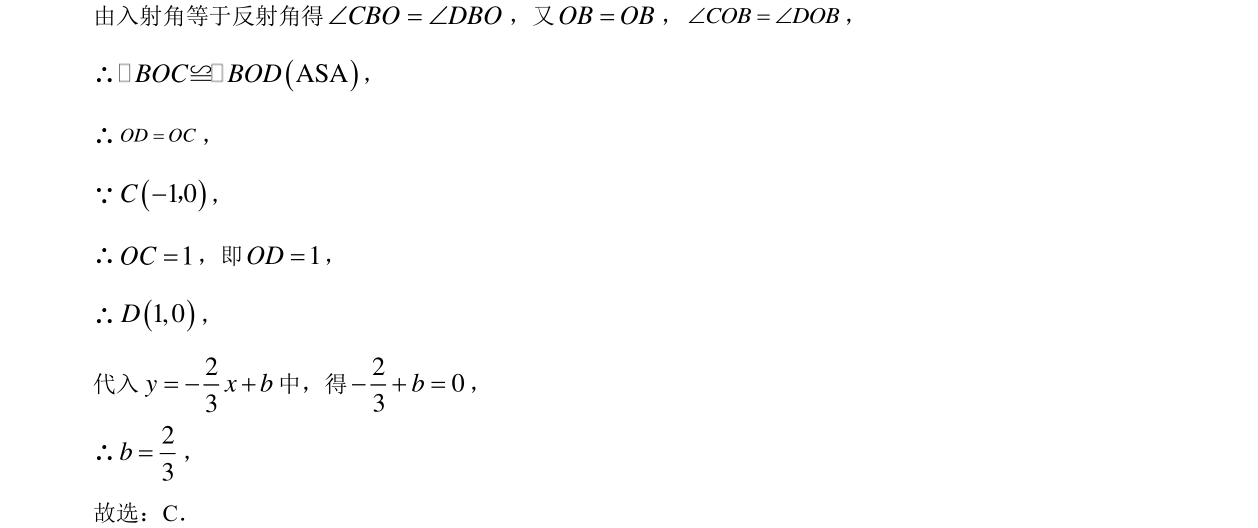 由入射角等于反射角得∠CBO = ∠DBO，又OB = OB，∠COB = ∠DOB，
∴□BOC≌□BOD(ASA)，
∴OD = OC，
∵C(−1,0)，
∴OC = 1，即OD = 1，
∴D(1,0)，
代入 y = −2/3x + b 中，得−2/3 + b = 0，
∴b = 2/3，
故选：C.